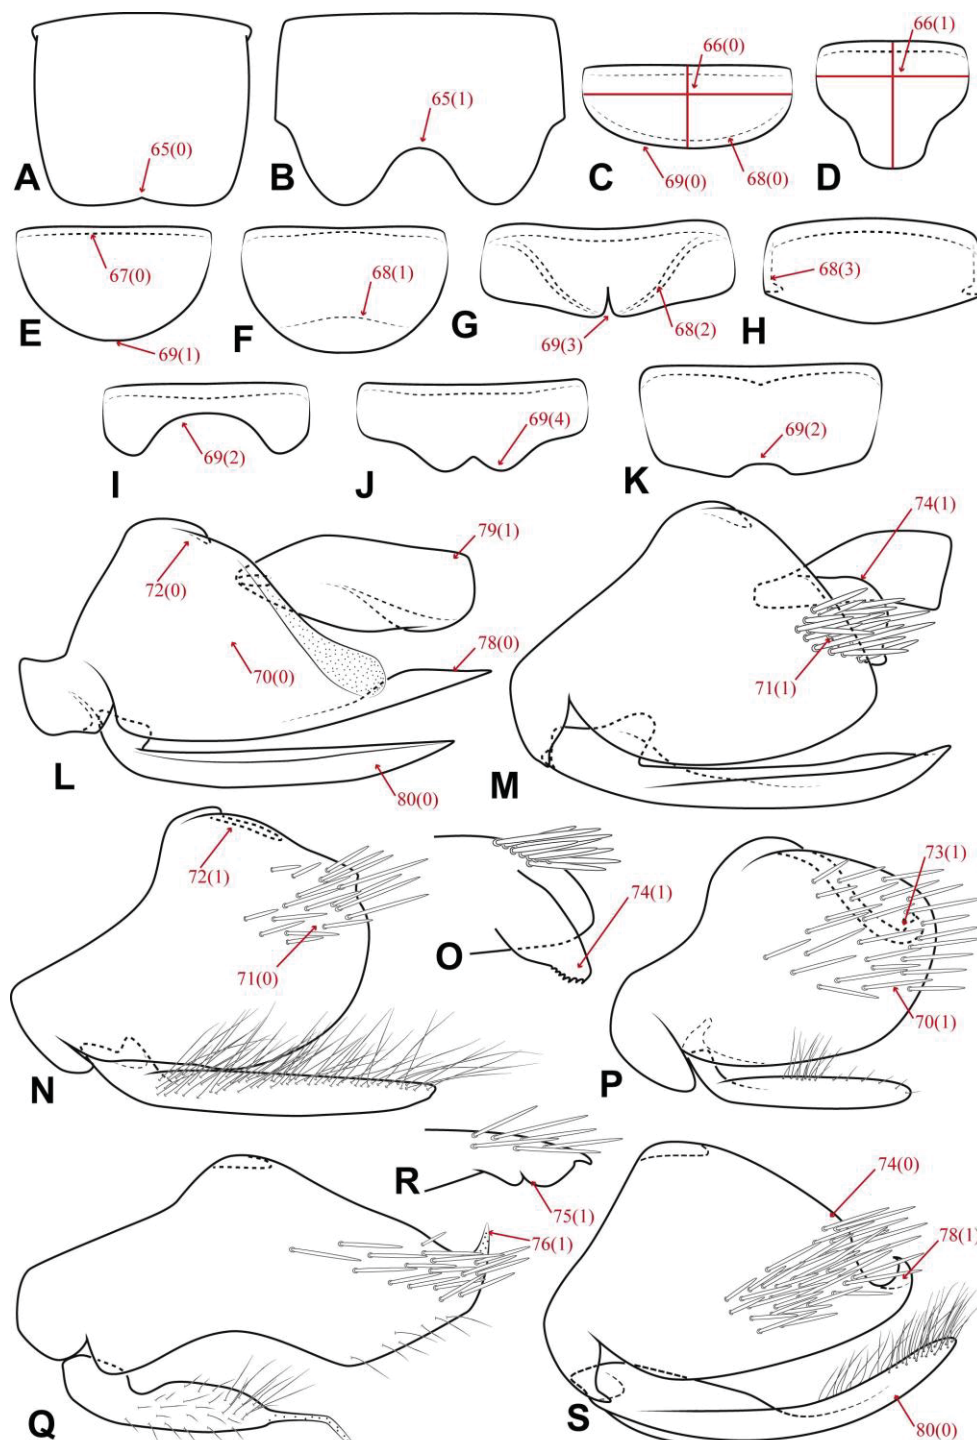 65(0)
A
65(1)
B
66(0)
69(0)
68(0)
C
66(1)
D
67(0)
69(1)
E
68(1)
F
69(3)
68(2)
G
68(3)
H
69(2)
I
69(4)
J
69(2)
K
72(0)
79(1)
70(0)
78(0)
80(0)
L
74(1)
71(1)
M
72(1)
71(0)
N
74(1)
O
73(1)
70(1)
P
76(1)
Q
75(1)
R
74(0)
78(1)
80(0)
S